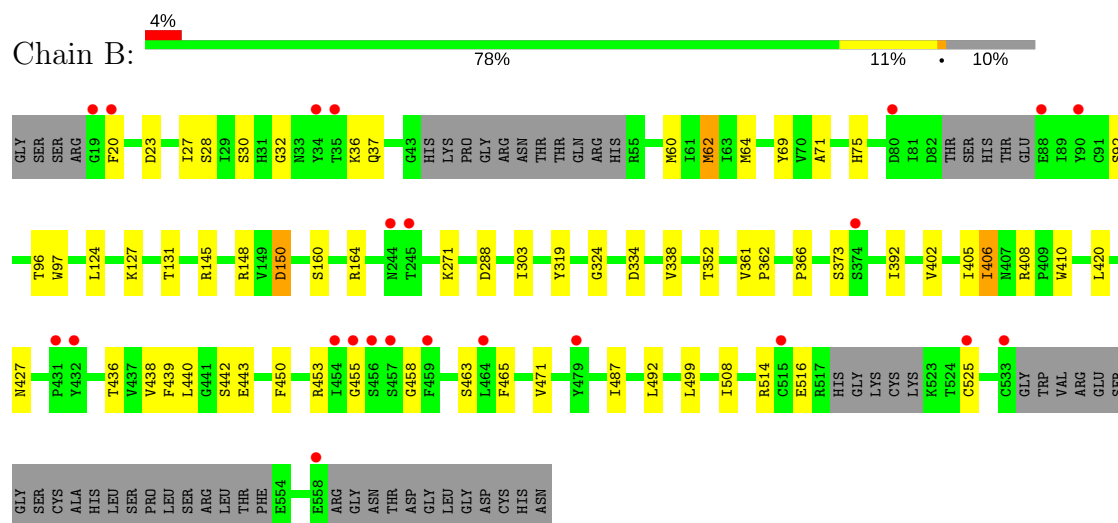 4%
Chain B:
78% 11% • 10%
GLY SER SER ARG G19 F20 D23 I27 S28 I29 S30 H31 G32 N33 Y34 T35 K36 Q37 G43 HIS LYS PRO GLY ARG ASN THR THR GLN ARG HIS R55 M60 I61 M62 I63 M64 Y69 V70 A71 H75 D80 I81 D82 THR SER HIS THR GLU E88 I89 Y90 C91 S92
T96 W97 L124 K127 T131 R145 R148 V149 D150 S160 R164 N244 T245 K271 D288 I303 Y319 G324 D334 V338 T352 V361 P362 P366 S373 S374 I392 V402 I405 I406 N407 R408 P409 W410 L420
N427 P431 Y432 T436 V437 V438 F439 L440 G441 S442 E443 F450 R453 I454 G455 S456 S457 G458 F459 S463 L464 F465 V471 Y479 I487 L492 L499 I508 R514 C515 E516 R517 HIS GLY LYS CYS LYS K523 T524 C525 C533 GLY TRP VAL ARG GLU SER
GLY SER CYS ALA HIS LEU SER PRO LEU SER ARG LEU THR PHE E554 E558 ARG GLY ASN THR ASP GLY LEU GLY ASP CYS HIS ASN